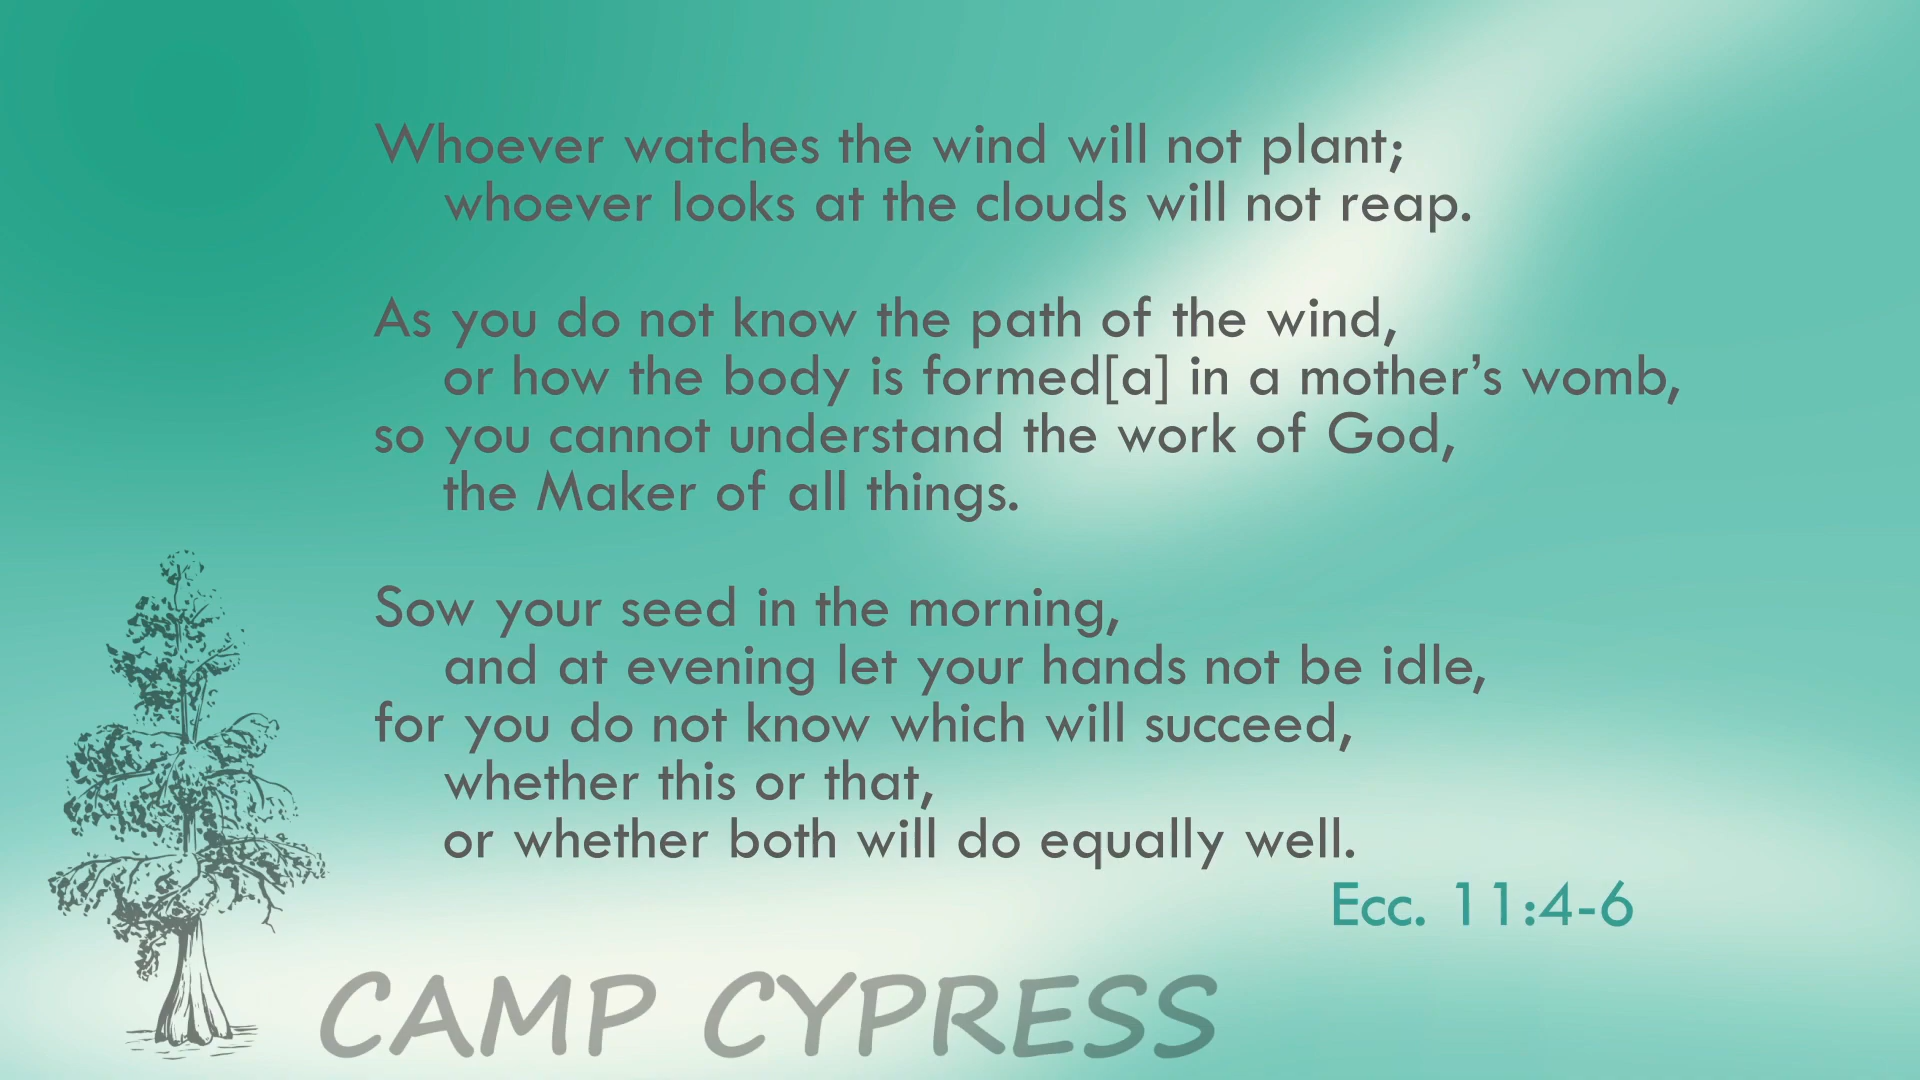 Whoever watches the wind will not plant;
whoever looks at the clouds will not reap.
As you do not know the path of the wind,
or how the body is formed[a] in a mother’s womb,
so you cannot understand the work of God,
the Maker of all things.
Sow your seed in the morning,
and at evening let your hands not be idle,
for you do not know which will succeed,
whether this or that,
or whether both will do equally well.
Ecc. 11:4-6
CAMP CYPRESS